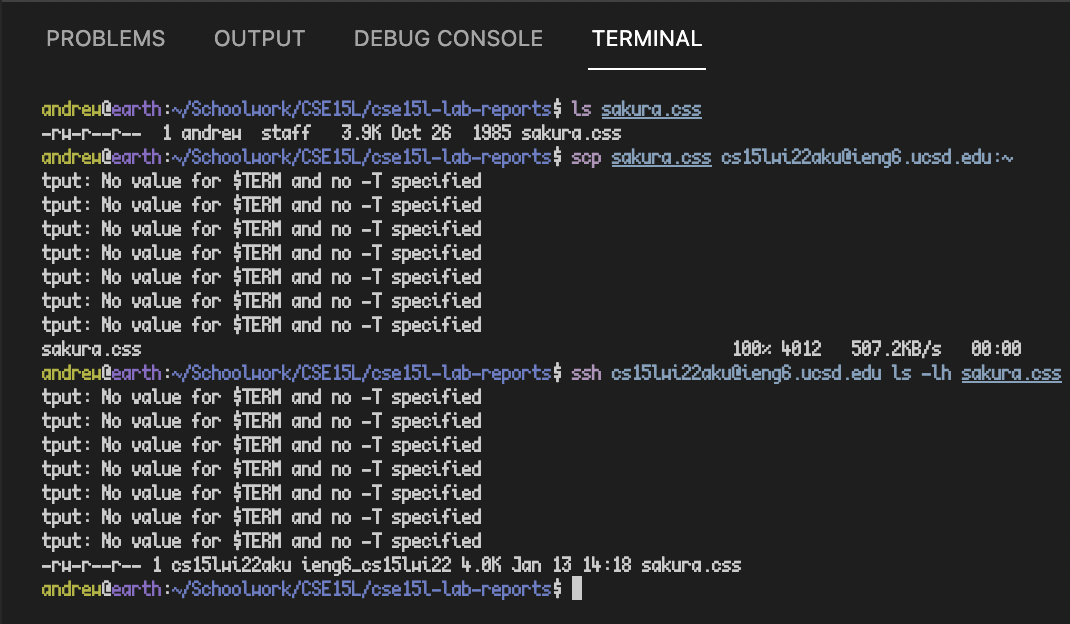 PROBLEMS OUTPUT DEBUG CONSOLE TERMINAL
andrew@earth:~/Schoolwork/CSE15L/cse15l-lab-reports$ ls sakura.css
-rw-r--r--  1 andrew  staff   3.9K Oct 26  1985 sakura.css
andrew@earth:~/Schoolwork/CSE15L/cse15l-lab-reports$ scp sakura.css cs15lwi22aku@ieng6.ucsd.edu:~
tput: No value for $TERM and no -T specified
tput: No value for $TERM and no -T specified
tput: No value for $TERM and no -T specified
tput: No value for $TERM and no -T specified
tput: No value for $TERM and no -T specified
tput: No value for $TERM and no -T specified
tput: No value for $TERM and no -T specified
sakura.css 100% 4012 507.2KB/s 00:00
andrew@earth:~/Schoolwork/CSE15L/cse15l-lab-reports$ ssh cs15lwi22aku@ieng6.ucsd.edu ls -lh sakura.css
tput: No value for $TERM and no -T specified
tput: No value for $TERM and no -T specified
tput: No value for $TERM and no -T specified
tput: No value for $TERM and no -T specified
tput: No value for $TERM and no -T specified
tput: No value for $TERM and no -T specified
tput: No value for $TERM and no -T specified
-rw-r--r-- 1 cs15lwi22aku ieng6_cs15lwi22 4.0K Jan 13 14:18 sakura.css
andrew@earth:~/Schoolwork/CSE15L/cse15l-lab-reports$